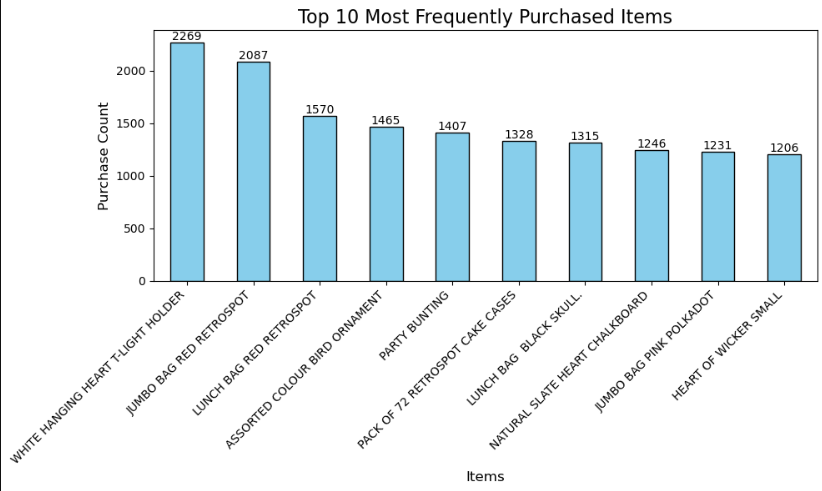 Top 10 Most Frequently Purchased Items
Purchase Count
2000
1500
1000
500
0
2269
2087
1570
1465
1407
1328
1315
1246
1231
1206
WHITE HANGING HEART T-LIGHT HOLDER
JUMBO BAG RED RETROSPOT
LUNCH BAG RED RETROSPOT
ASSORTED COLOUR BIRD ORNAMENT
PARTY BUNTING
PACK OF 72 RETROSPOT CAKE CASES
LUNCH BAG  BLACK SKULL.
NATURAL SLATE HEART CHALKBOARD
JUMBO BAG PINK POLKADOT
HEART OF WICKER SMALL
Items